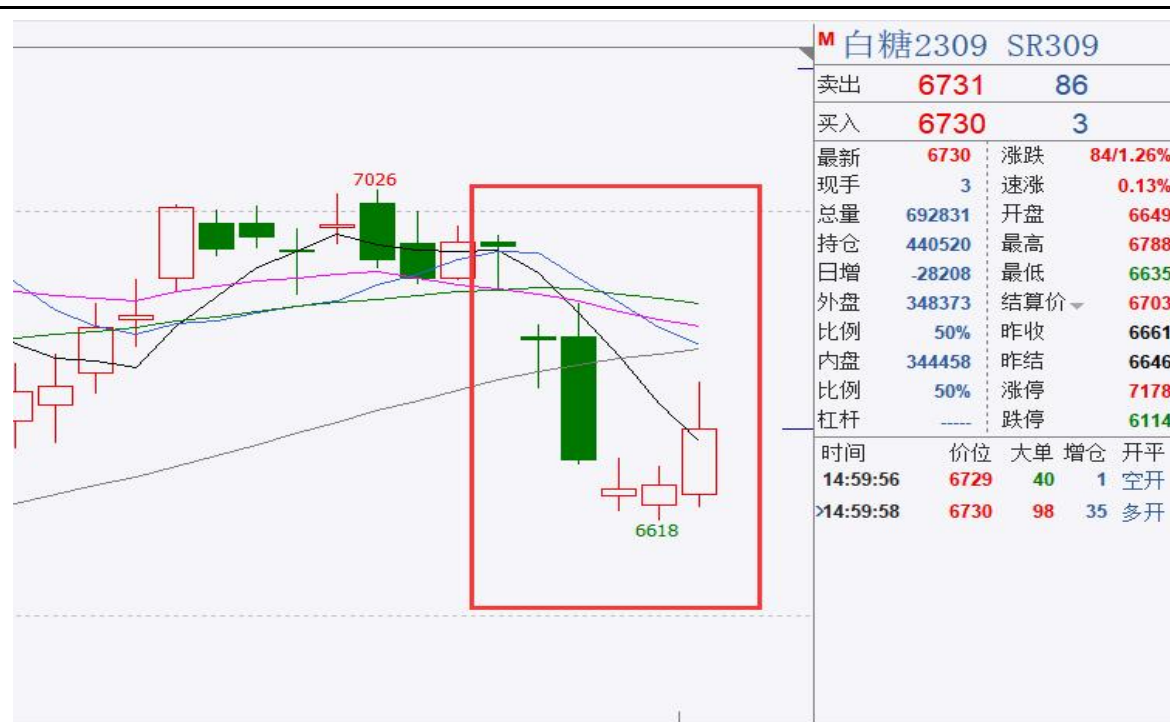 7026
6618
M 白糖2309 SR309
卖出 6731 86
买入 6730 3
最新 6730 涨跌 84/1.26%
现手 3 速涨 0.13%
总量 692831 开盘 6649
持仓 440520 最高 6788
日增 -28208 最低 6635
外盘 348373 结算价 6703
比例 50% 昨收 6661
内盘 344458 昨结 6646
比例 50% 涨停 7178
杠杆 ----- 跌停 6114
时间 价位 大单 增仓 开平
14:59:56 6729 40 1 空开
>14:59:58 6730 98 35 多开